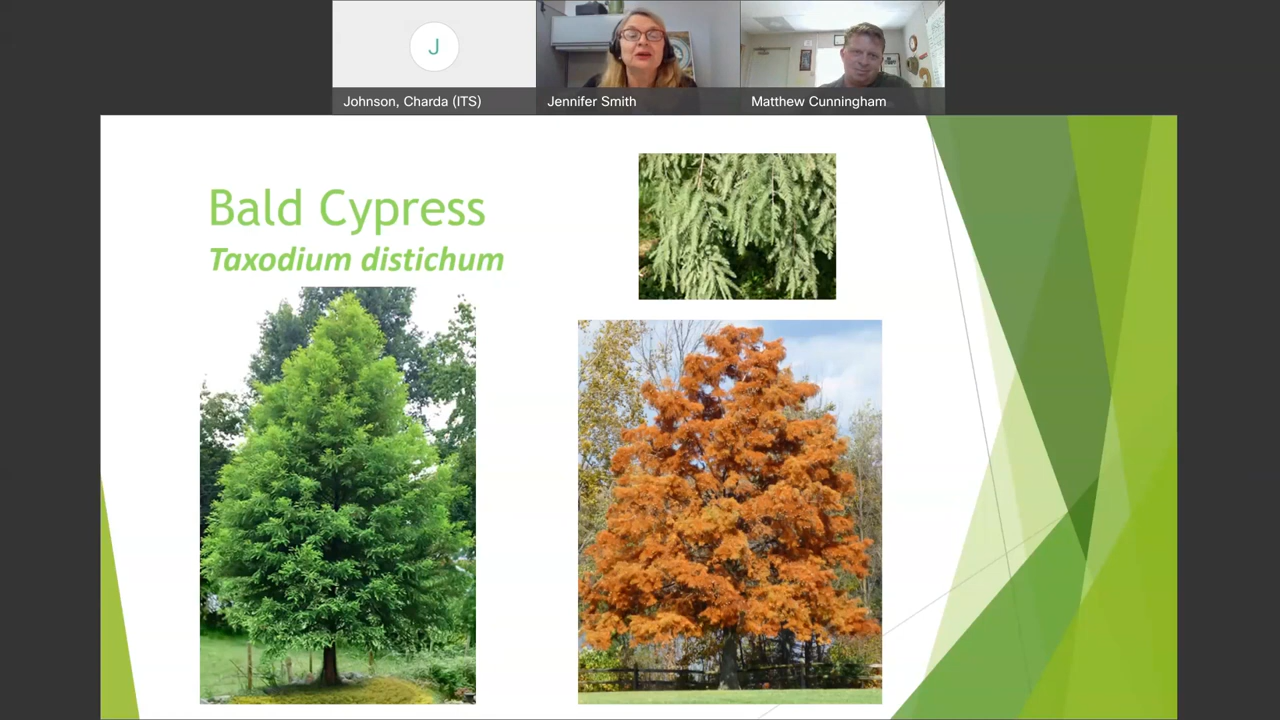 J
Johnson, Charda (ITS)
Jennifer Smith
Matthew Cunningham
Bald Cypress
Taxodium distichum